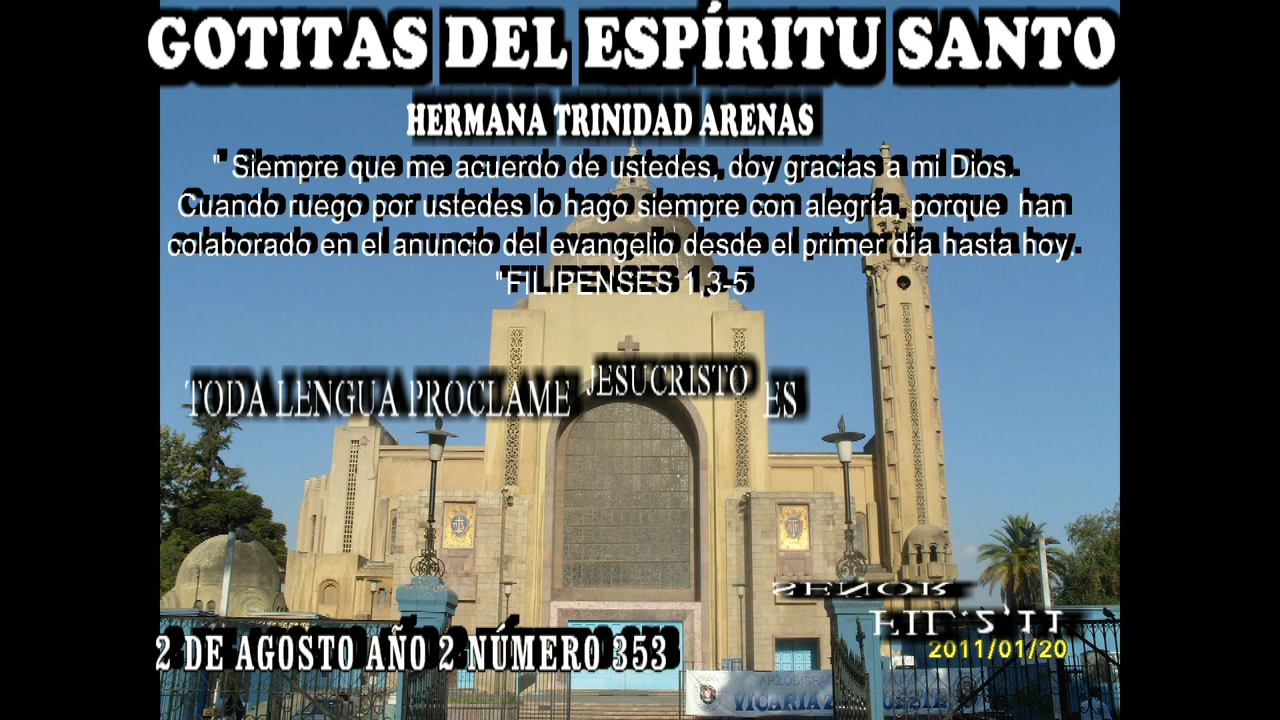 GOTITAS DEL ESPÍRITU SANTO
HERMANA TRINIDAD ARENAS
" Siempre que me acuerdo de ustedes, doy gracias a mi Dios.
Cuando ruego por ustedes lo hago siempre con alegría, porque han
colaborado en el anuncio del evangelio desde el primer día hasta hoy.
"FILIPENSES 1,3-5
TODA LENGUA PROCLAME JESUCRISTO ES
SEÑOR
2011/01/20
2 DE AGOSTO AÑO 2 NÚMERO 353
VICARIA